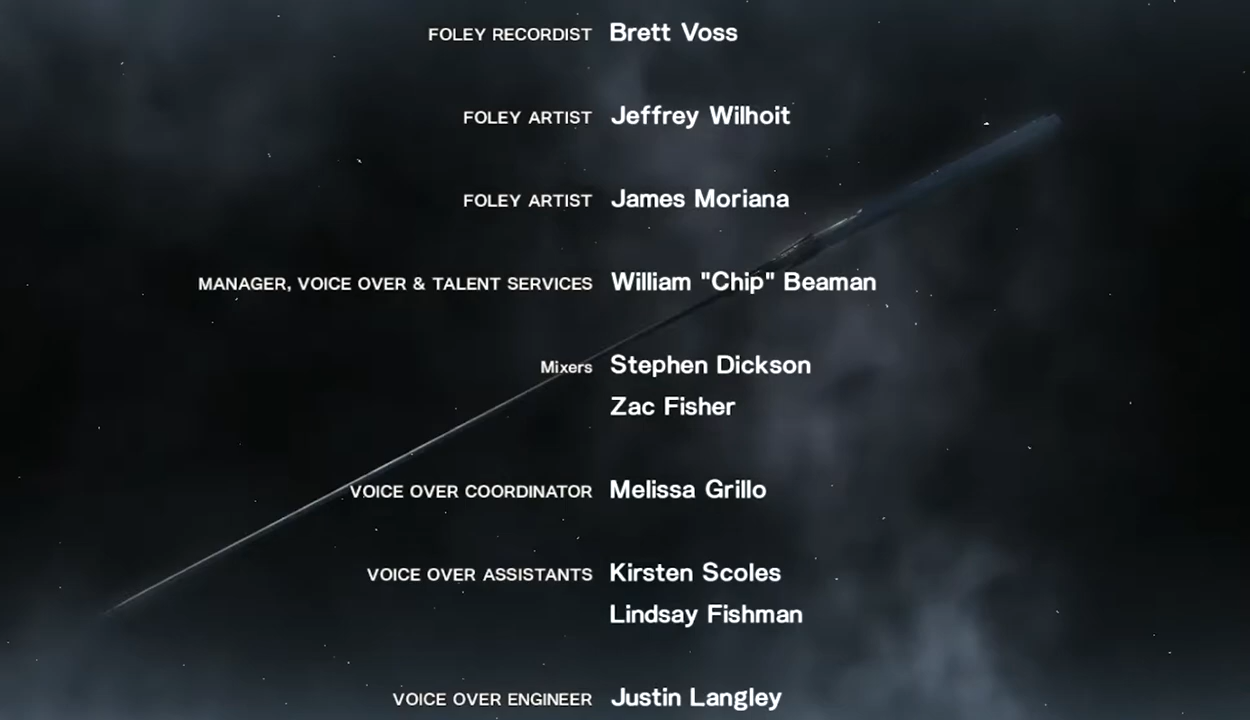 FOLEY RECORDIST Brett Voss
FOLEY ARTIST Jeffrey Wilhoit
FOLEY ARTIST James Moriana
MANAGER, VOICE OVER & TALENT SERVICES William "Chip" Beaman
Mixers Stephen Dickson
Zac Fisher
VOICE OVER COORDINATOR Melissa Grillo
VOICE OVER ASSISTANTS Kirsten Scoles
Lindsay Fishman
VOICE OVER ENGINEER Justin Langley